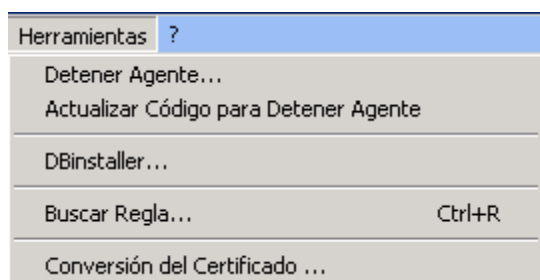 Herramientas ?
Detener Agente...
Actualizar Código para Detener Agente
DBinstaller...
Buscar Regla... Ctrl+R
Conversión del Certificado ...